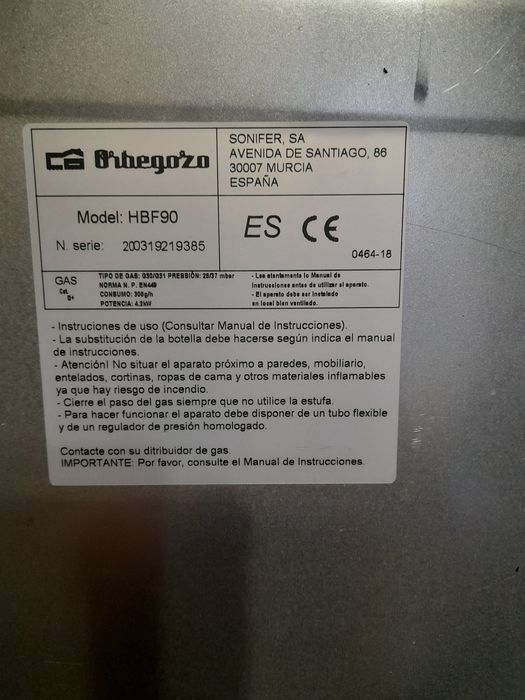 Orbegozo
SONIFER, SA
AVENIDA DE SANTIAGO, 86
30007 MURCIA
ESPAÑA
Model: HBF90
N. serie: 200319219385
ES CE
0464-18
GAS
Cat.
TIPO DE GAS: G30/G31 PRESSIÓN: 28/37 mbar
NORMA N. P. EN449
CONSUMO: 308g/h
POTENCIA: 4.2kW
- Lea atentamente lo Manual de
instrucciones antes de utilizar el aparato.
- El aparato debe ser instalado
en local bien ventilado.
- Instruciones de uso (Consultar Manual de Instrucciones).
- La substitución de la botella debe hacerse según indica el manual
de instrucciones.
- Atención! No situar el aparato próximo a paredes, mobiliario,
entelados, cortinas, ropas de cama y otros materiales inflamables
ya que hay riesgo de incendio.
- Cierre el paso del gas siempre que no utilice la estufa.
- Para hacer funcionar el aparato debe disponer de un tubo flexible
y de un regulador de presión homologado.
Contacte con su ditribuidor de gas.
IMPORTANTE: Por favor, consulte el Manual de Instrucciones.